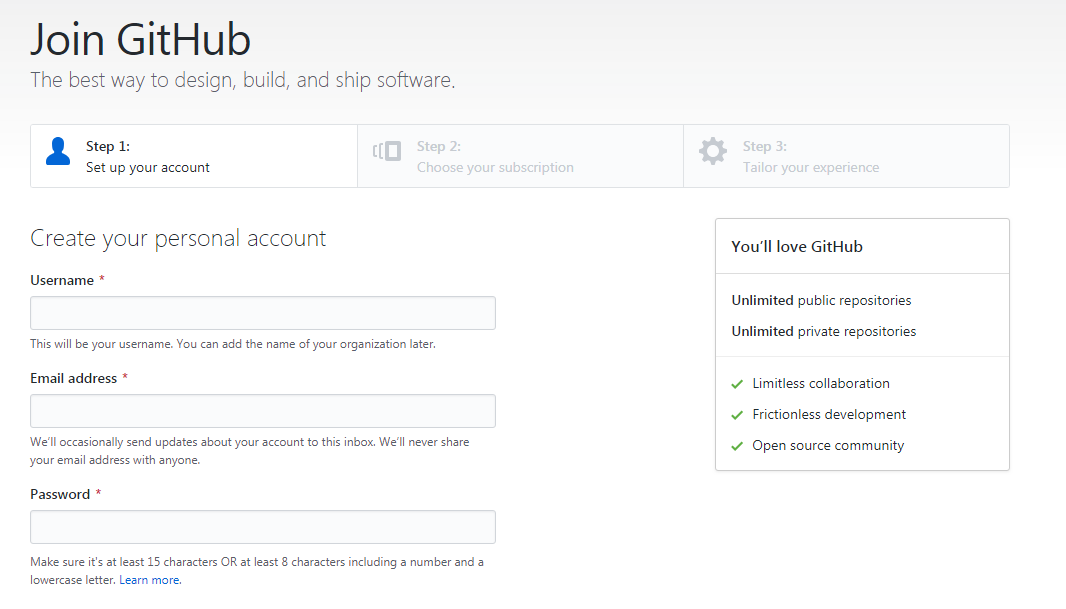 Join GitHub
The best way to design, build, and ship software.
Step 1:
Set up your account
Step 2:
Choose your subscription
Step 3:
Tailor your experience
Create your personal account
Username *
This will be your username. You can add the name of your organization later.
Email address *
We’ll occasionally send updates about your account to this inbox. We’ll never share
your email address with anyone.
Password *
Make sure it's at least 15 characters OR at least 8 characters including a number and a
lowercase letter. Learn more.
You’ll love GitHub
Unlimited public repositories
Unlimited private repositories
Limitless collaboration
Frictionless development
Open source community